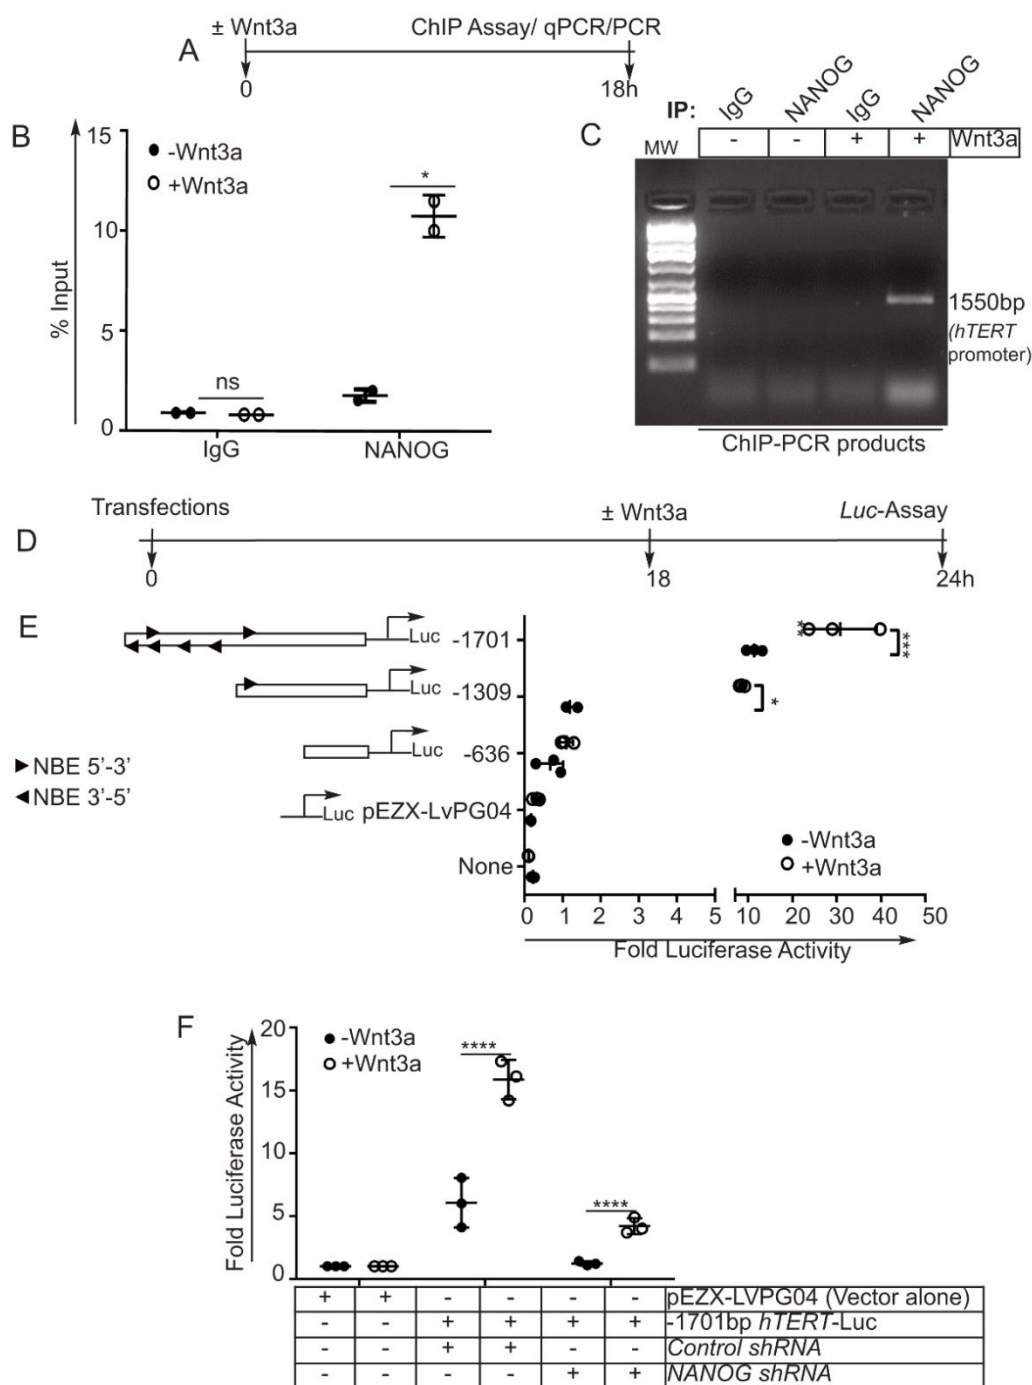 A
± Wnt3a
ChIP Assay/ qPCR/PCR
0
18h
B
-Wnt3a
+Wnt3a
% Input
15
10
5
0
*
ns
IgG
NANOG
C
IP:
IgG
NANOG
IgG
NANOG
MW
- - + + Wnt3a
1550bp
(hTERT
promoter)
ChIP-PCR products
D
Transfections
± Wnt3a
Luc-Assay
0
18
24h
E
Luc -1701
Luc -1309
Luc -636
Luc pEZX-LvPG04
None
NBE 5'-3'
NBE 3'-5'
**
***
*
-Wnt3a
+Wnt3a
0 1 2 3 4 5 10 20 30 40 50
Fold Luciferase Activity
F
-Wnt3a
+Wnt3a
Fold Luciferase Activity
20
15
10
5
0
****
****
+ + - - - - pEZX-LVPG04 (Vector alone)
- - + + + + -1701bp hTERT-Luc
- - + + - - Control shRNA
- - - - + + NANOG shRNA